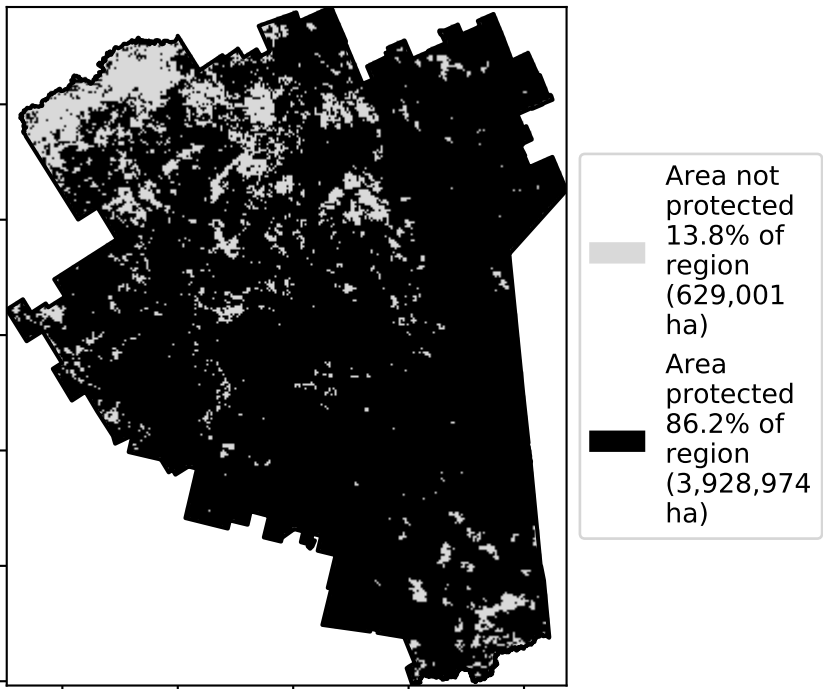 Area not
protected
13.8% of
region
(629,001
ha)
Area
protected
86.2% of
region
(3,928,974
ha)